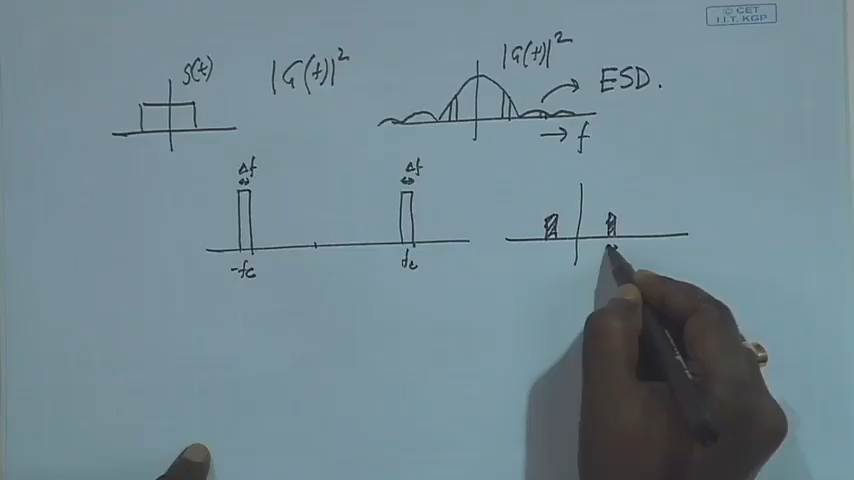 © CET
I.I.T. KGP
g(t)
|G(f)|²
|G(f)|²
ESD.
→ f
Δf
Δf
-fc
fc